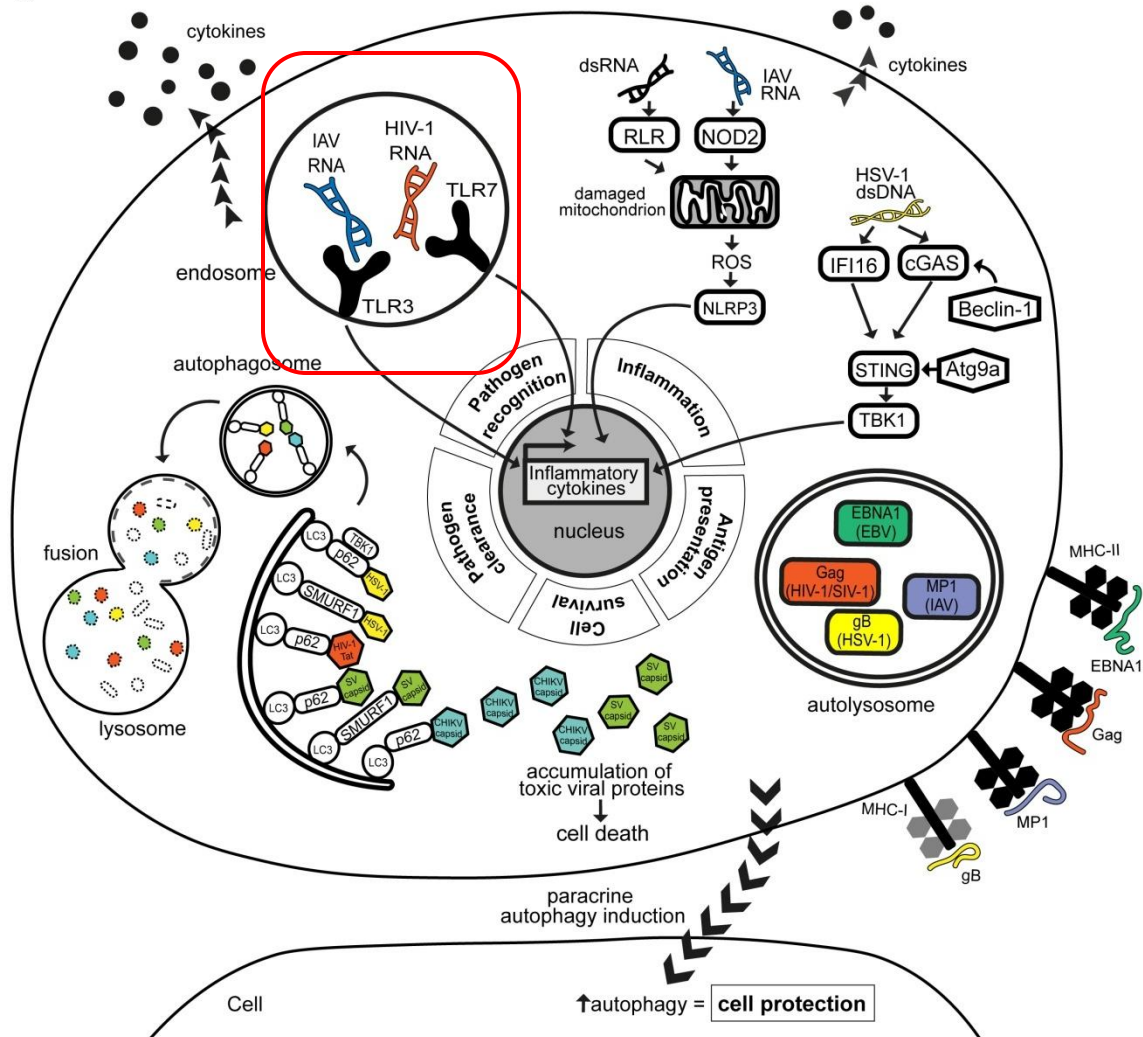 cytokines
IAV
RNA
HIV-1
RNA
TLR7
TLR3
endosome
dsRNA
IAV
RNA
RLR
NOD2
damaged
mitochondrion
ROS
NLRP3
cytokines
HSV-1
dsDNA
IFI16
cGAS
Beclin-1
STING
Atg9a
TBK1
autophagosome
Pathogen
recognition
Inflammation
Pathogen
clearance
Antigen
presentation
Cell
survival
Inflammatory
cytokines
nucleus
fusion
lysosome
LC3
p62
TBK1
HSV-1
LC3
SMURF1
HSV-1
LC3
p62
HIV-1
Tat
LC3
p62
SV
capsid
LC3
SMURF1
SV
capsid
LC3
p62
CHIKV
capsid
CHIKV
capsid
CHIKV
capsid
CHIKV
capsid
SV
capsid
SV
capsid
SV
capsid
accumulation of
toxic viral proteins
cell death
EBNA1
(EBV)
Gag
(HIV-1/SIV-1)
MP1
(IAV)
gB
(HSV-1)
autolysosome
MHC-II
EBNA1
Gag
MP1
MHC-I
gB
paracrine
autophagy induction
Cell
↑autophagy = cell protection